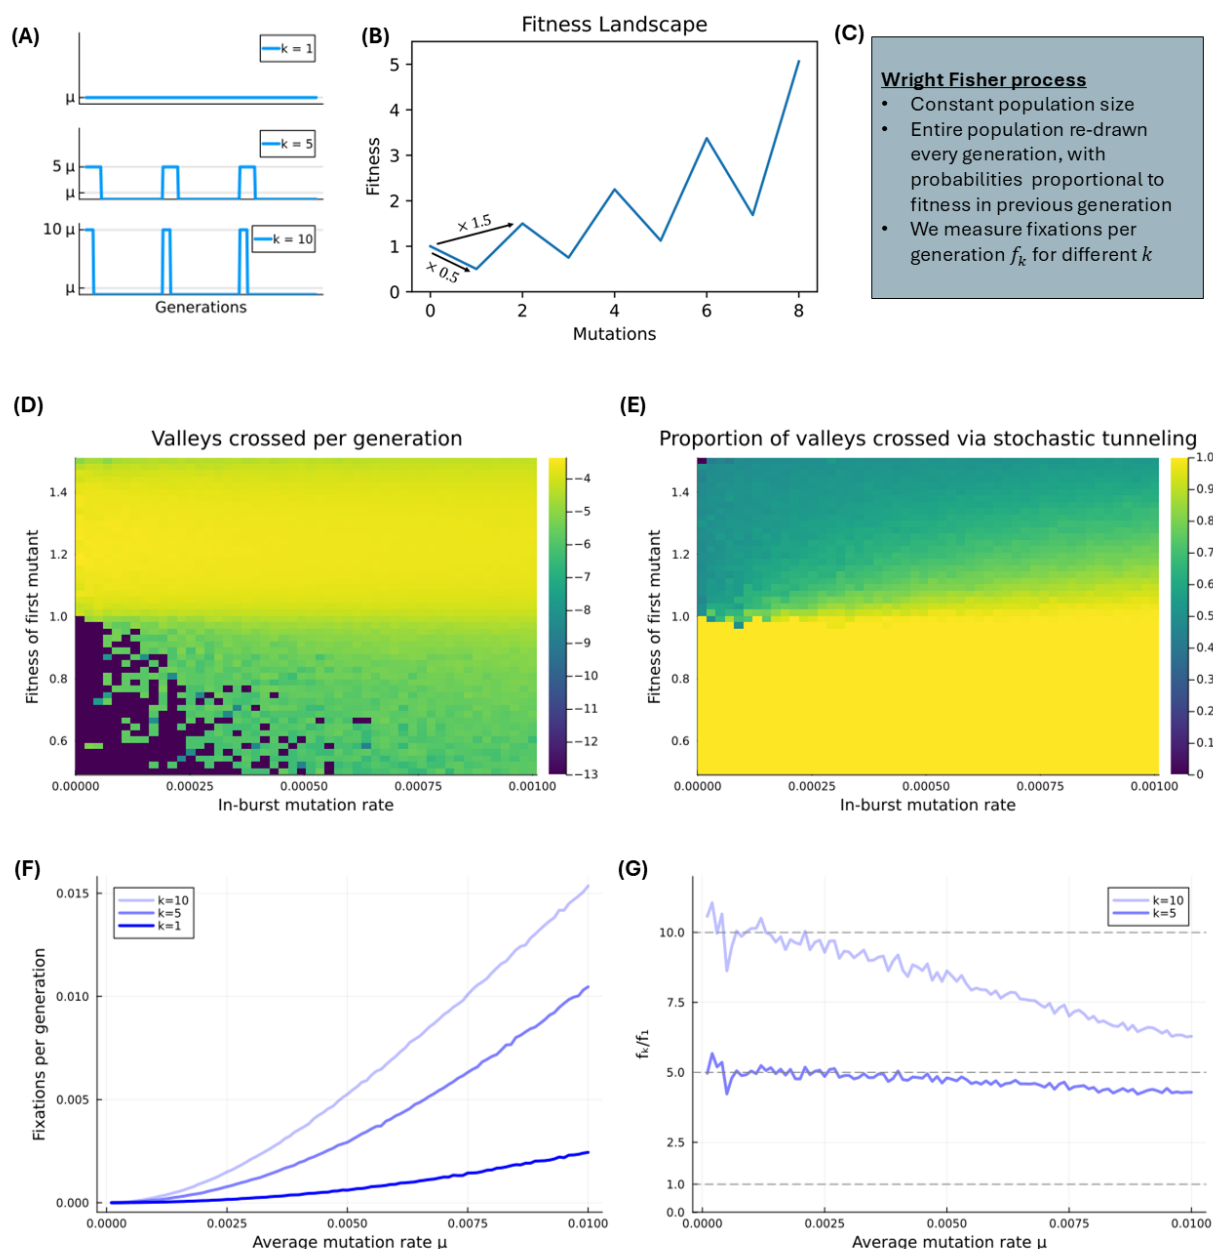 (A)
k = 1
μ
k = 5
5 μ
μ
k = 10
10 μ
μ
Generations
(B)
Fitness Landscape
5
4
3
2
1
0
Fitness
× 1.5
× 0.5
0 2 4 6 8
Mutations
(C)
Wright Fisher process
• Constant population size
• Entire population re-drawn
every generation, with
probabilities proportional to
fitness in previous generation
• We measure fixations per
generation fₖ for different k
(D)
Valleys crossed per generation
Fitness of first mutant
1.4
1.2
1.0
0.8
0.6
0.00000 0.00025 0.00050 0.00075 0.00100
In-burst mutation rate
−4
−5
−6
−7
−8
−9
−10
−11
−12
−13
(E)
Proportion of valleys crossed via stochastic tunneling
Fitness of first mutant
1.4
1.2
1.0
0.8
0.6
0.00000 0.00025 0.00050 0.00075 0.00100
In-burst mutation rate
1.0
0.9
0.8
0.7
0.6
0.5
0.4
0.3
0.2
0.1
0
(F)
k=10
k=5
k=1
Fixations per generation
0.015
0.010
0.005
0.000
0.0000 0.0025 0.0050 0.0075 0.0100
Average mutation rate μ
(G)
k=10
k=5
fₖ/f₁
10.0
7.5
5.0
2.5
1.0
0.0
0.0000 0.0025 0.0050 0.0075 0.0100
Average mutation rate μ